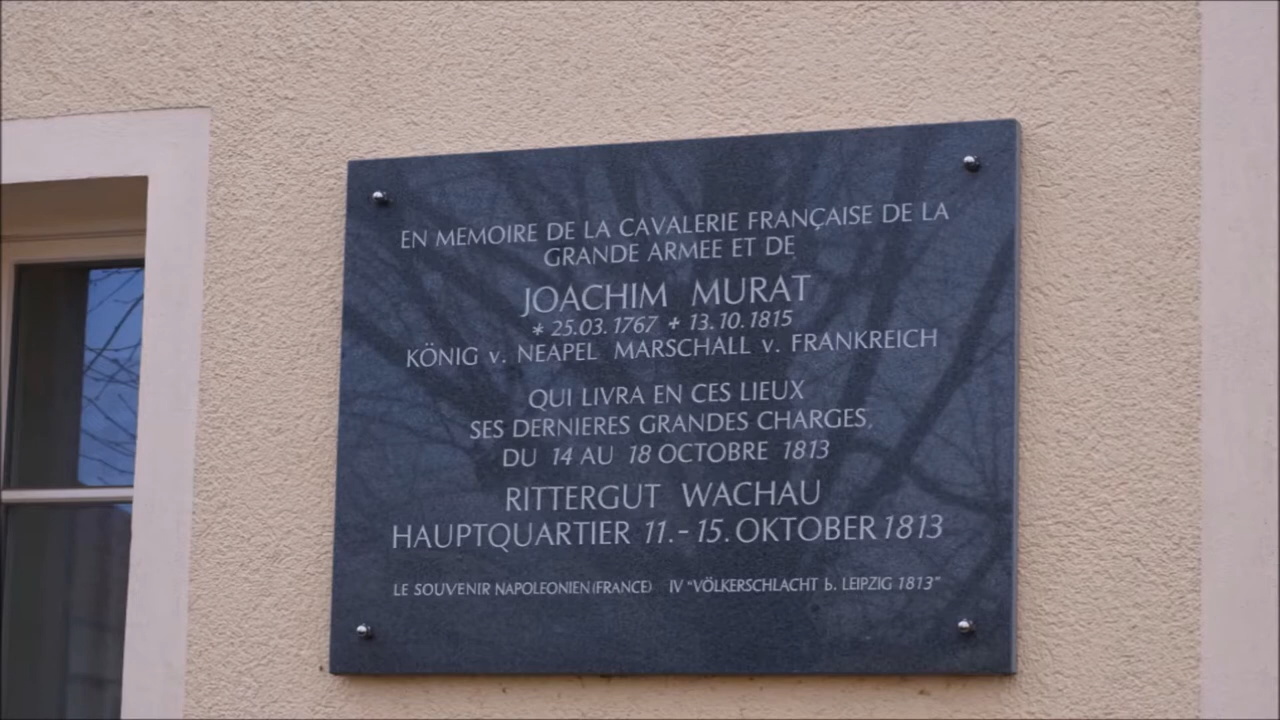 EN MEMOIRE DE LA CAVALERIE FRANÇAISE DE LA
GRANDE ARMEE ET DE
JOACHIM MURAT
* 25.03.1767 + 13.10.1815
KÖNIG v. NEAPEL MARSCHALL v. FRANKREICH
QUI LIVRA EN CES LIEUX
SES DERNIERES GRANDES CHARGES,
DU 14 AU 18 OCTOBRE 1813
RITTERGUT WACHAU
HAUPTQUARTIER 11.-15. OKTOBER 1813
LE SOUVENIR NAPOLEONIEN (FRANCE) IV "VÖLKERSCHLACHT b. LEIPZIG 1813"